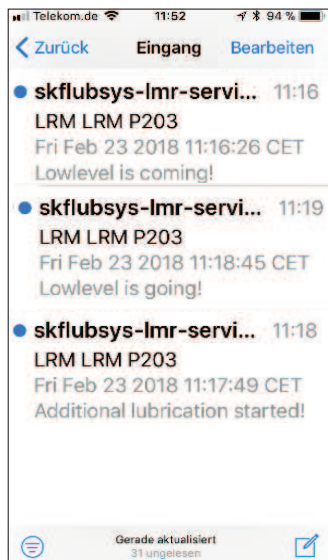 Telekom.de 11:52 94 %
Zurück Eingang Bearbeiten
skflubsys-lmr-servi... 11:16
LRM LRM P203
Fri Feb 23 2018 11:16:26 CET
Lowlevel is coming!
skflubsys-lmr-servi... 11:19
LRM LRM P203
Fri Feb 23 2018 11:18:45 CET
Lowlevel is going!
skflubsys-lmr-servi... 11:18
LRM LRM P203
Fri Feb 23 2018 11:17:49 CET
Additional lubrication started!
Gerade aktualisiert
31 ungelesen